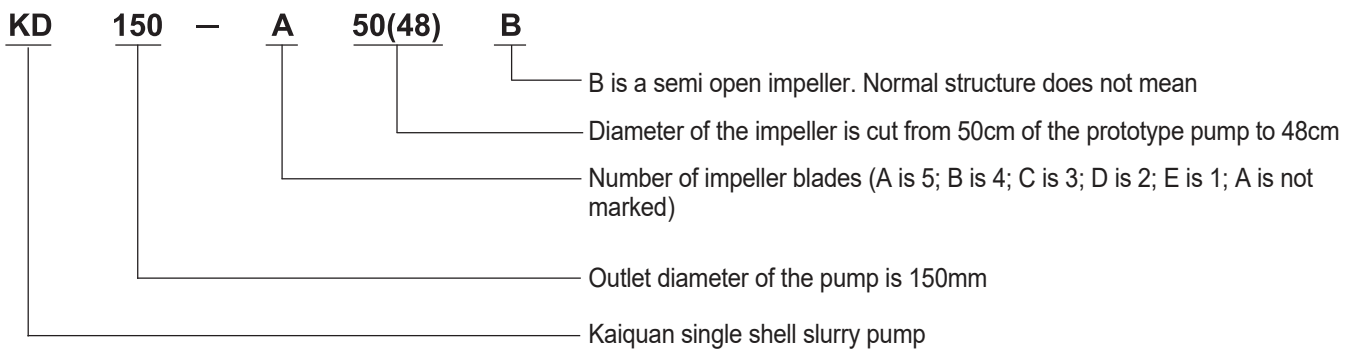 KD 150 — A 50(48) B
B is a semi open impeller. Normal structure does not mean
Diameter of the impeller is cut from 50cm of the prototype pump to 48cm
Number of impeller blades (A is 5; B is 4; C is 3; D is 2; E is 1; A is not
marked)
Outlet diameter of the pump is 150mm
Kaiquan single shell slurry pump